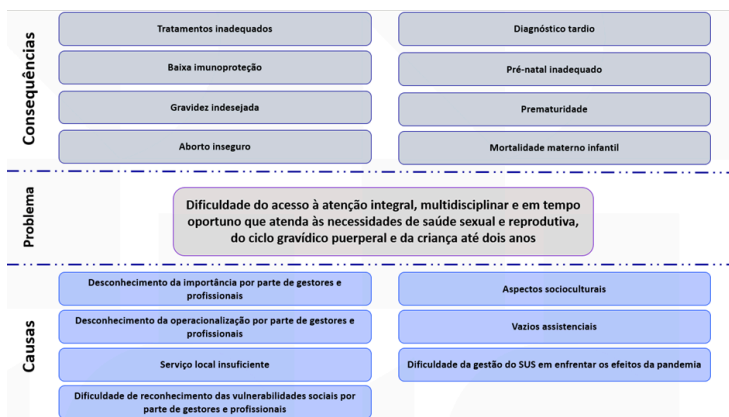 Consequências
Tratamentos inadequados
Diagnóstico tardio
Baixa imunoproteção
Pré-natal inadequado
Gravidez indesejada
Prematuridade
Aborto inseguro
Mortalidade materno infantil
Problema
Dificuldade do acesso à atenção integral, multidisciplinar e em tempo
oportuno que atenda às necessidades de saúde sexual e reprodutiva,
do ciclo gravídico puerperal e da criança até dois anos
Causas
Desconhecimento da importância por parte de gestores e
profissionais
Aspectos socioculturais
Desconhecimento da operacionalização por parte de gestores e
profissionais
Vazios assistenciais
Serviço local insuficiente
Dificuldade da gestão do SUS em enfrentar os efeitos da pandemia
Dificuldade de reconhecimento das vulnerabilidades sociais por
parte de gestores e profissionais